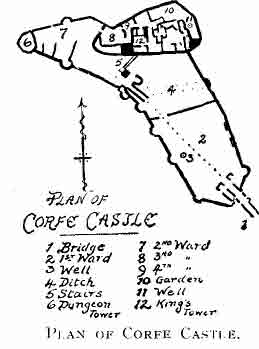 10
7
8
9
11
6
12
5
2
4
2
3
1
PLAN OF
CORFE CASTLE
1 Bridge
2 1st Ward
3 Well
4 Ditch
5 Stairs
6 Dungeon Tower
7 2ND Ward
8 3RD "
9 4TH "
10 Garden
11 Well
12 King's Tower
PLAN OF CORFE CASTLE.